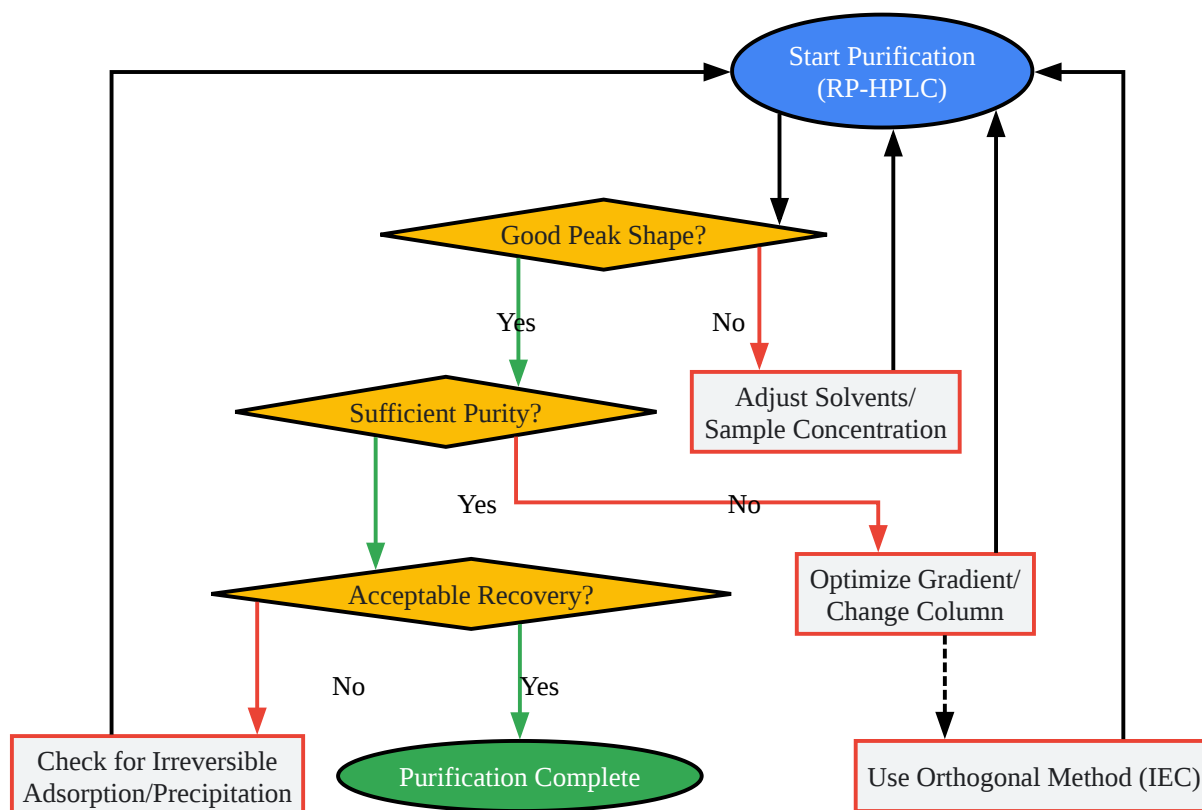 Start Purification
(RP-HPLC)
Good Peak Shape?
Yes
No
Adjust Solvents/
Sample Concentration
Sufficient Purity?
Yes
No
Optimize Gradient/
Change Column
Acceptable Recovery?
No
Yes
Check for Irreversible
Adsorption/Precipitation
Purification Complete
Use Orthogonal Method (IEC)